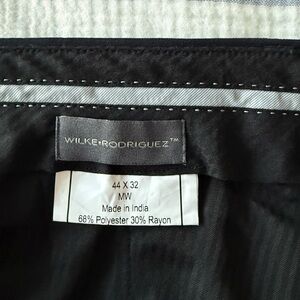 WILKE•RODRIGUEZ™
44 X 32
MW
Made in India
68% Polyester 30% Rayon